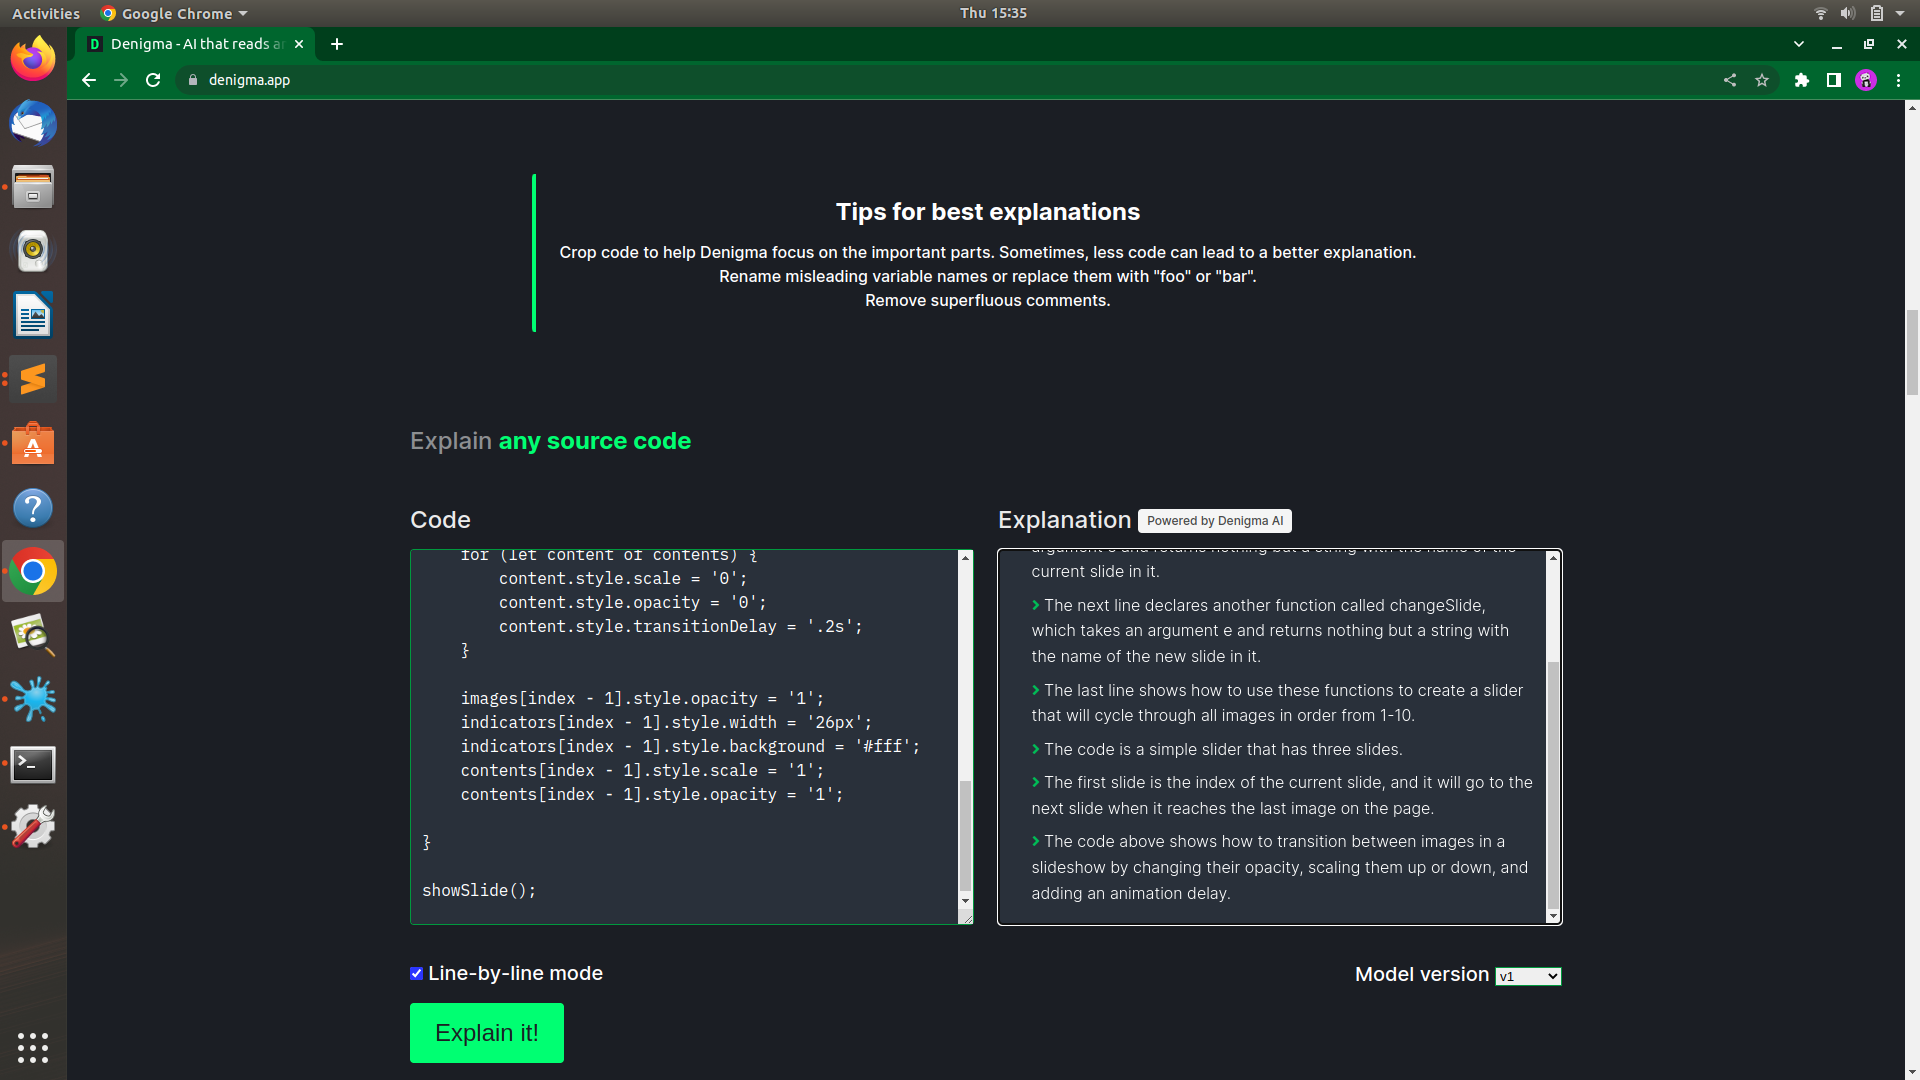 Activities
Google Chrome
Thu 15:35
D
Denigma - AI that reads a
denigma.app
Tips for best explanations
Crop code to help Denigma focus on the important parts. Sometimes, less code can lead to a better explanation.
Rename misleading variable names or replace them with "foo" or "bar".
Remove superfluous comments.
Explain any source code
Code
for (let content of contents) {
content.style.scale = '0';
content.style.opacity = '0';
content.style.transitionDelay = '.2s';
}
images[index - 1].style.opacity = '1';
indicators[index - 1].style.width = '26px';
indicators[index - 1].style.background = '#fff';
contents[index - 1].style.scale = '1';
contents[index - 1].style.opacity = '1';
}
showSlide();
Explanation Powered by Denigma AI
argument e and returns nothing but a string with the name of the
current slide in it.
The next line declares another function called changeSlide,
which takes an argument e and returns nothing but a string with
the name of the new slide in it.
The last line shows how to use these functions to create a slider
that will cycle through all images in order from 1-10.
The code is a simple slider that has three slides.
The first slide is the index of the current slide, and it will go to the
next slide when it reaches the last image on the page.
The code above shows how to transition between images in a
slideshow by changing their opacity, scaling them up or down, and
adding an animation delay.
Line-by-line mode
Model version v1
Explain it!